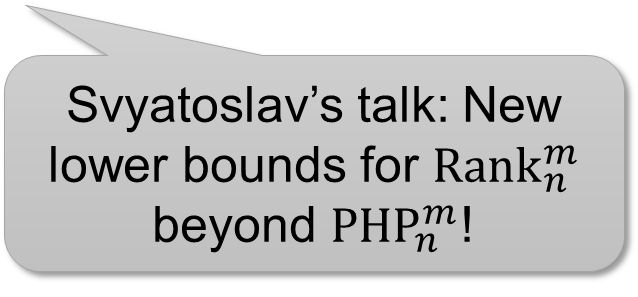 Svyatoslav’s talk: New
lower bounds for Rankₙᵐ
beyond PHPₙᵐ!